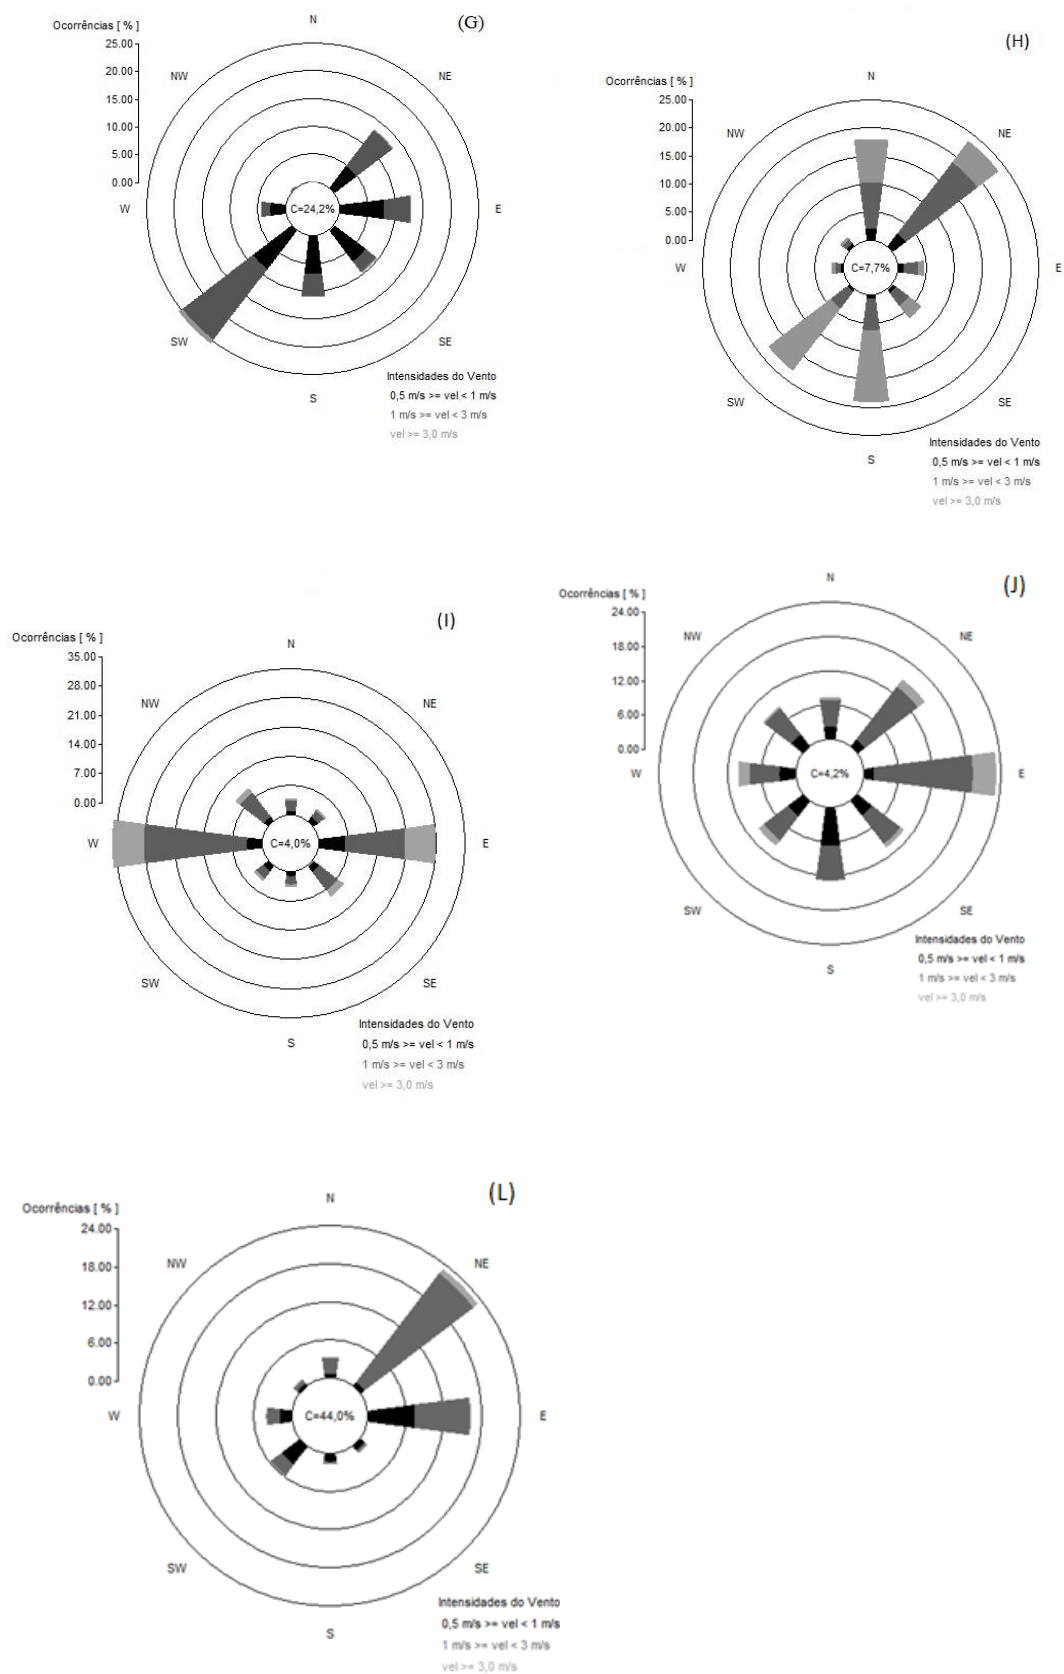 (G)
N
Ocorrências [ % ]
25.00
20.00
15.00
10.00
5.00
0.00
NW
NE
W
C=24,2%
E
SW
SE
S
Intensidades do Vento
0,5 m/s >= vel < 1 m/s
1 m/s >= vel < 3 m/s
vel >= 3,0 m/s
(H)
N
Ocorrências [ % ]
25.00
20.00
15.00
10.00
5.00
0.00
NW
NE
W
C=7,7%
E
SW
SE
S
Intensidades do Vento
0,5 m/s >= vel < 1 m/s
1 m/s >= vel < 3 m/s
vel >= 3,0 m/s
(I)
N
Ocorrências [ % ]
35.00
28.00
21.00
14.00
7.00
0.00
NW
NE
W
C=4,0%
E
SW
SE
S
Intensidades do Vento
0,5 m/s >= vel < 1 m/s
1 m/s >= vel < 3 m/s
vel >= 3,0 m/s
(J)
N
Ocorrências [ % ]
24.00
18.00
12.00
6.00
0.00
NW
NE
W
C=4,2%
E
SW
SE
S
Intensidades do Vento
0,5 m/s >= vel < 1 m/s
1 m/s >= vel < 3 m/s
vel >= 3,0 m/s
(L)
N
Ocorrências [ % ]
24.00
18.00
12.00
6.00
0.00
NW
NE
W
C=44,0%
E
SW
SE
S
Intensidades do Vento
0,5 m/s >= vel < 1 m/s
1 m/s >= vel < 3 m/s
vel >= 3,0 m/s